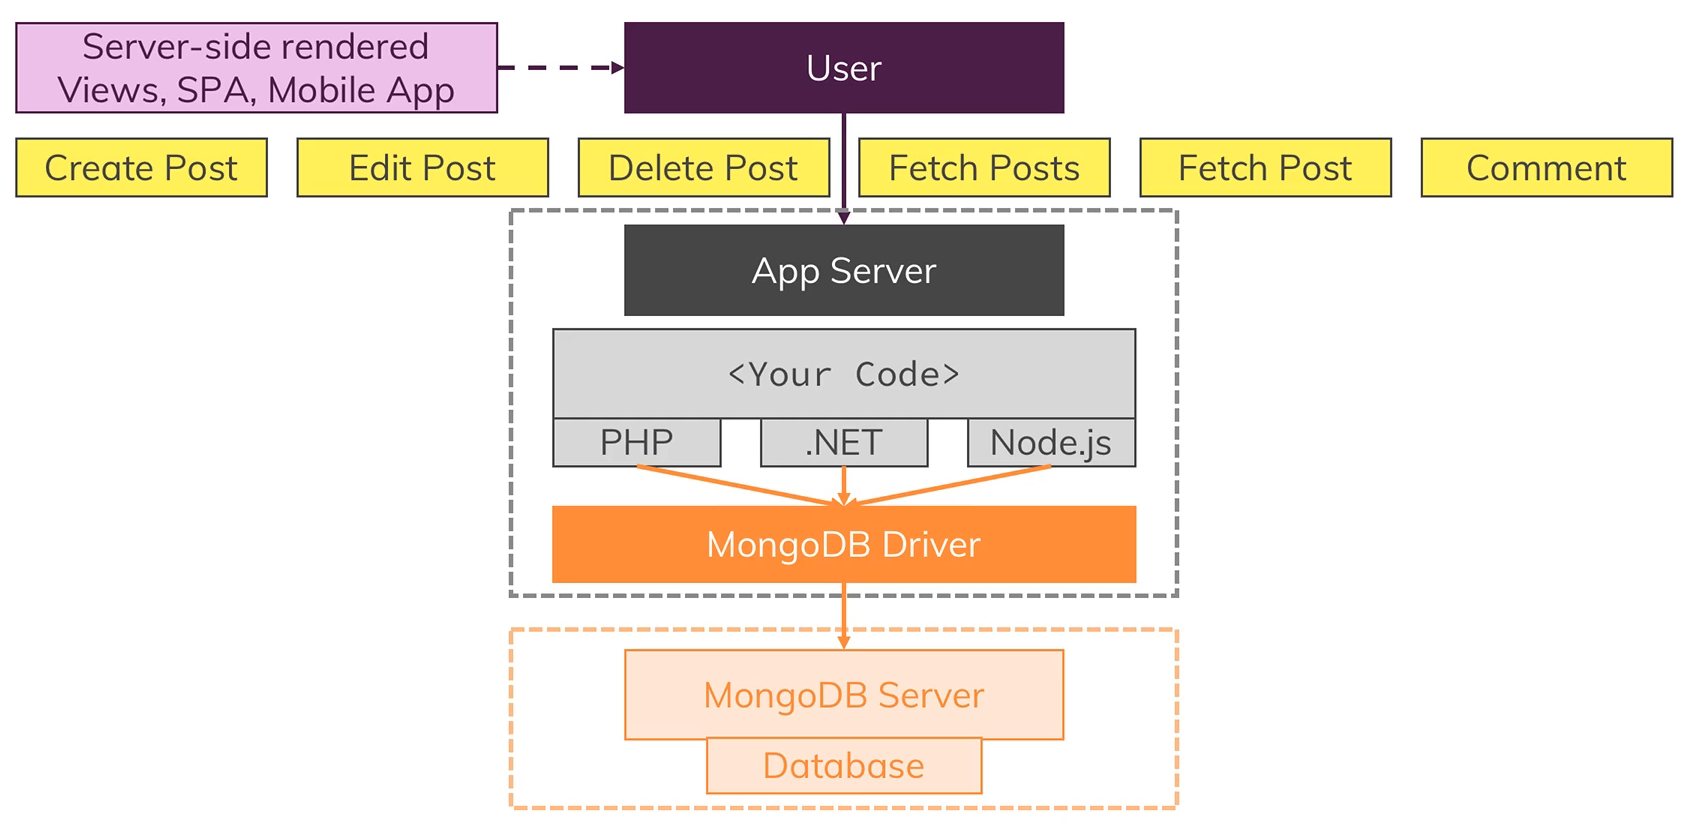 Server-side rendered
Views, SPA, Mobile App
User
Create Post
Edit Post
Delete Post
Fetch Posts
Fetch Post
Comment
App Server
<Your Code>
PHP
.NET
Node.js
MongoDB Driver
MongoDB Server
Database